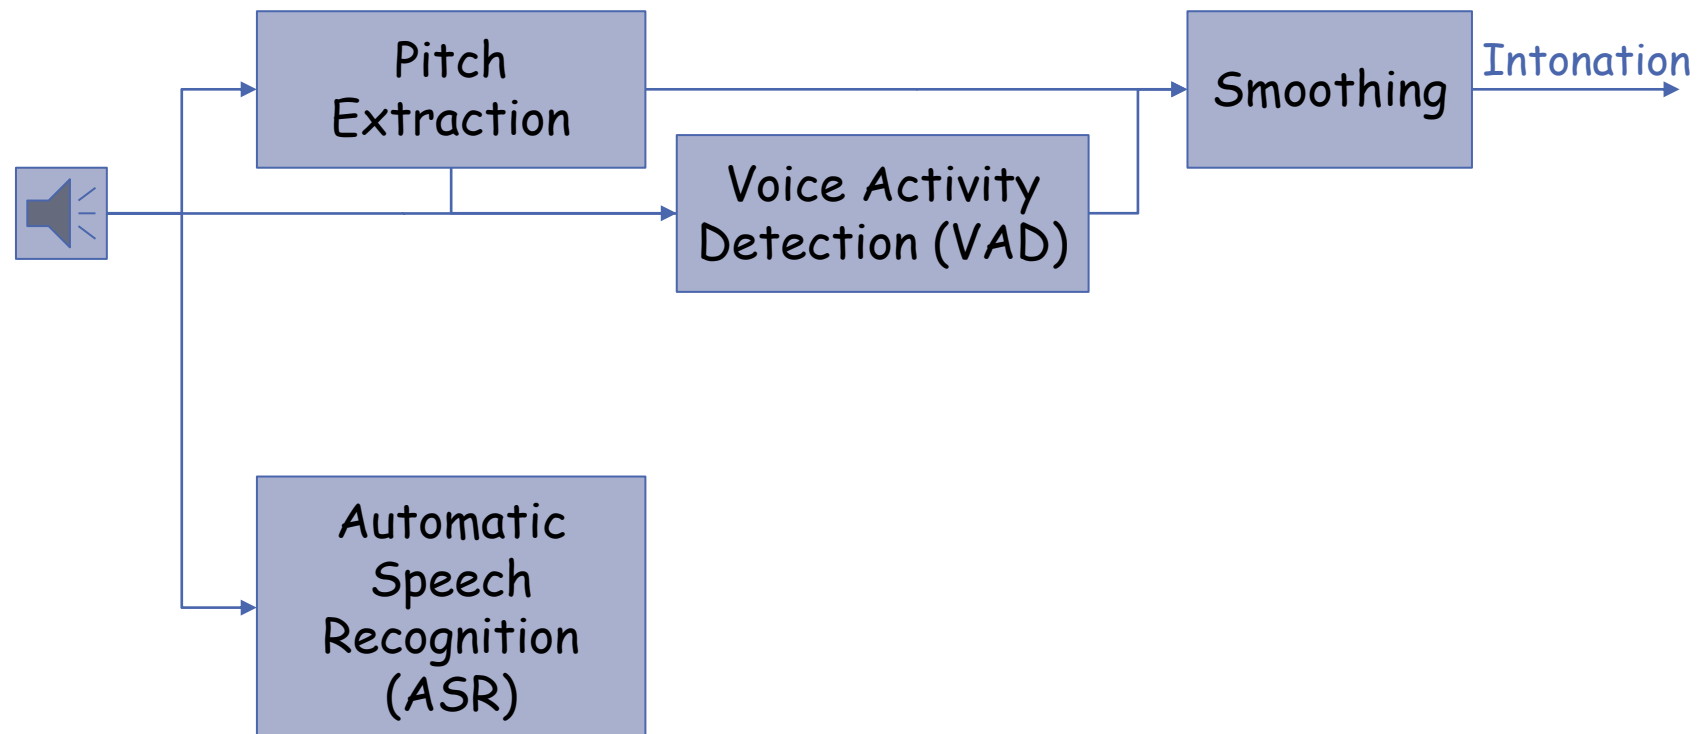 Pitch
Extraction
Smoothing
Intonation
Voice Activity
Detection (VAD)
Automatic
Speech
Recognition
(ASR)